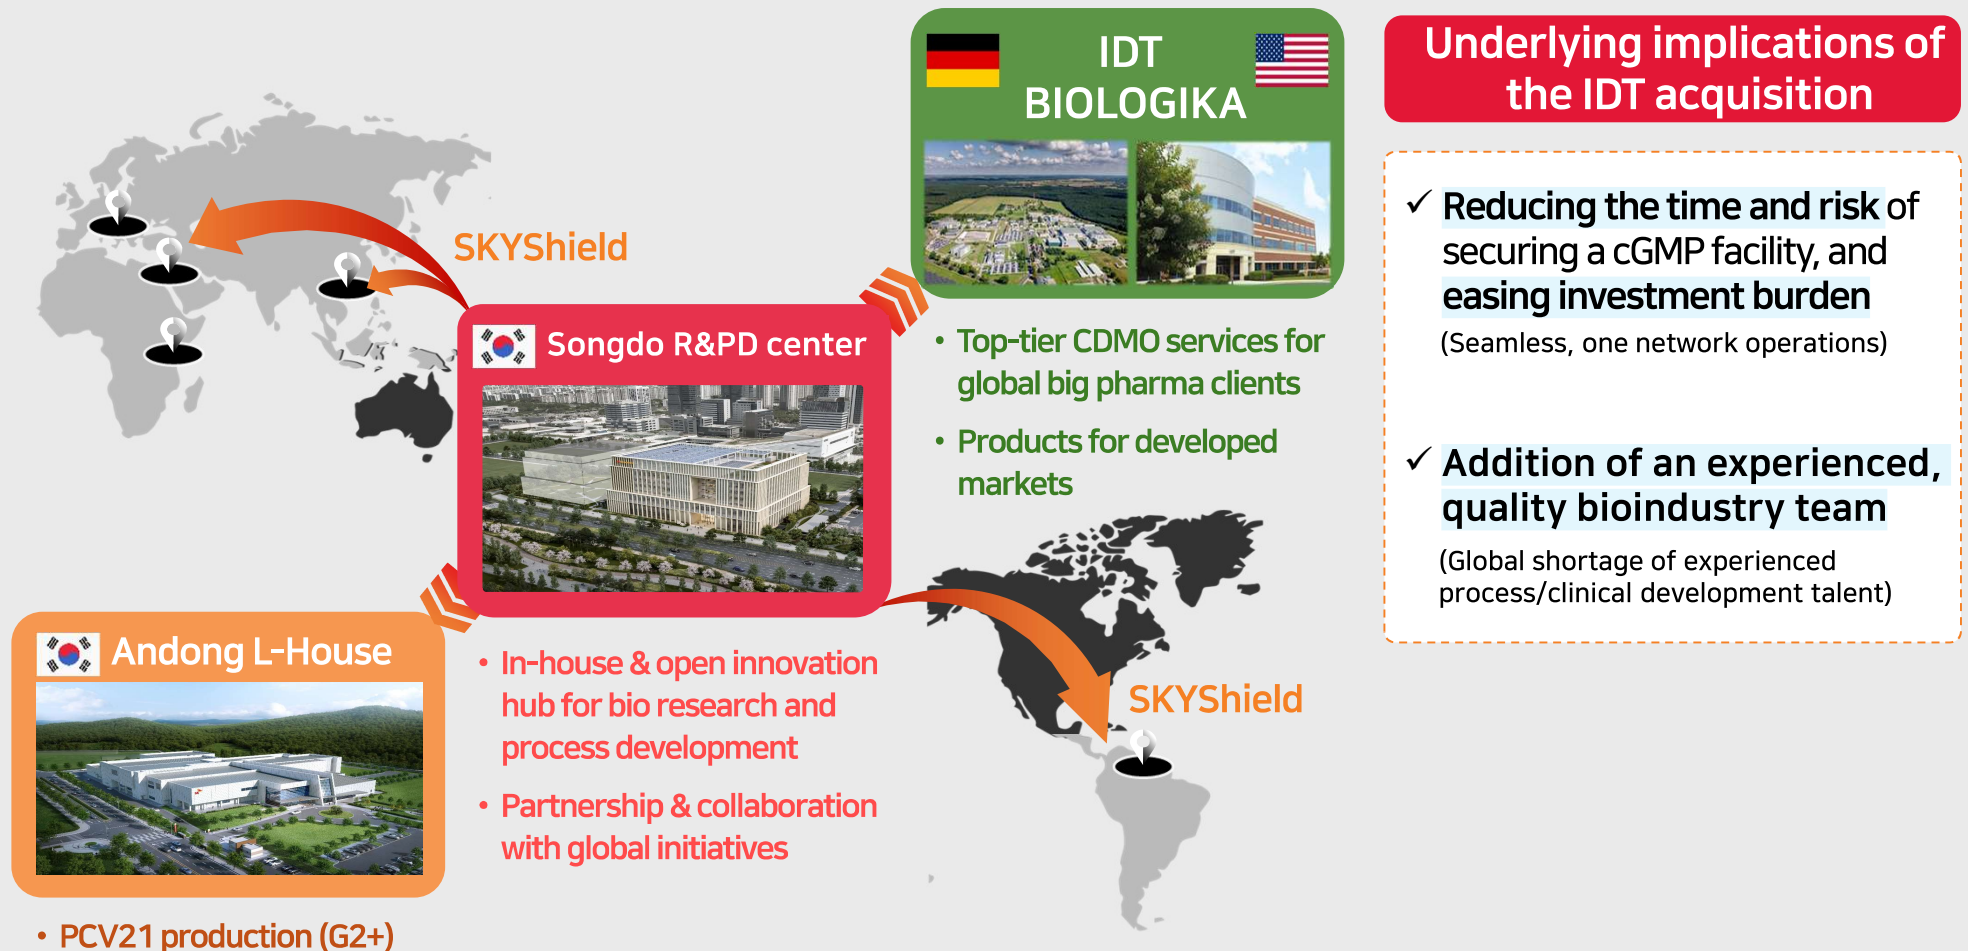 IDT
BIOLOGIKA
Underlying implications of
the IDT acquisition
SKYShield
✓ Reducing the time and risk of
securing a cGMP facility, and
easing investment burden
(Seamless, one network operations)
Songdo R&PD center
• Top-tier CDMO services for
global big pharma clients
• Products for developed
markets
✓ Addition of an experienced,
quality bioindustry team
(Global shortage of experienced
process/clinical development talent)
Andong L-House
• In-house & open innovation
hub for bio research and
process development
• Partnership & collaboration
with global initiatives
SKYShield
• PCV21 production (G2+)